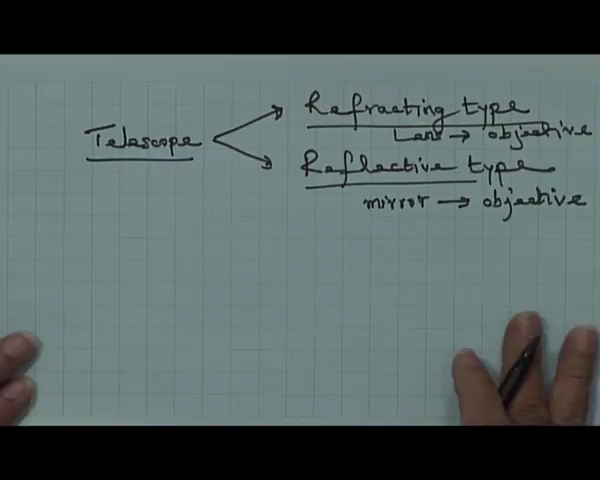 Refracting type
Lens → objective
Telescope
Reflective type
mirror → objective